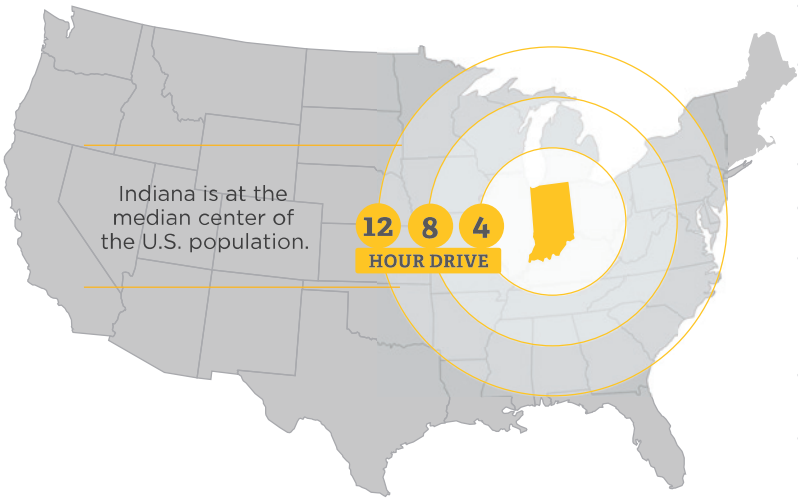 Indiana is at the
median center of
the U.S. population.
12 8 4
HOUR DRIVE